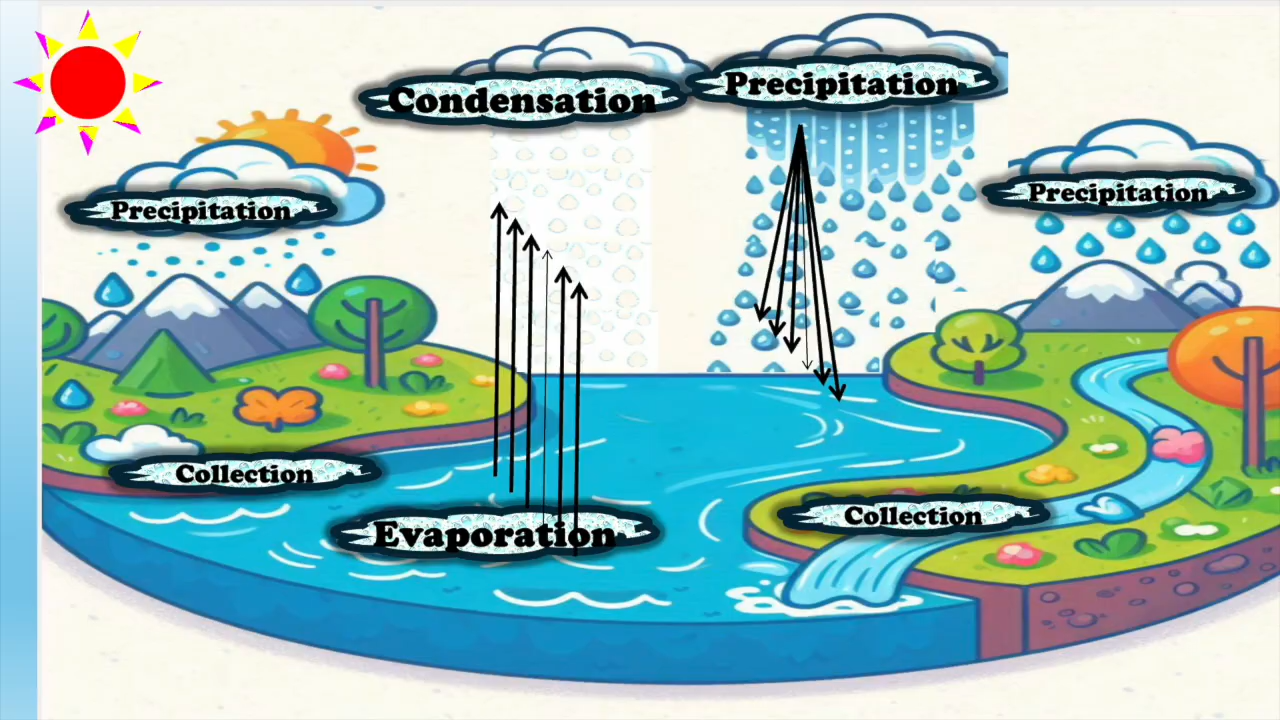 Condensation
Precipitation
Precipitation
Precipitation
Collection
Evaporation
Collection